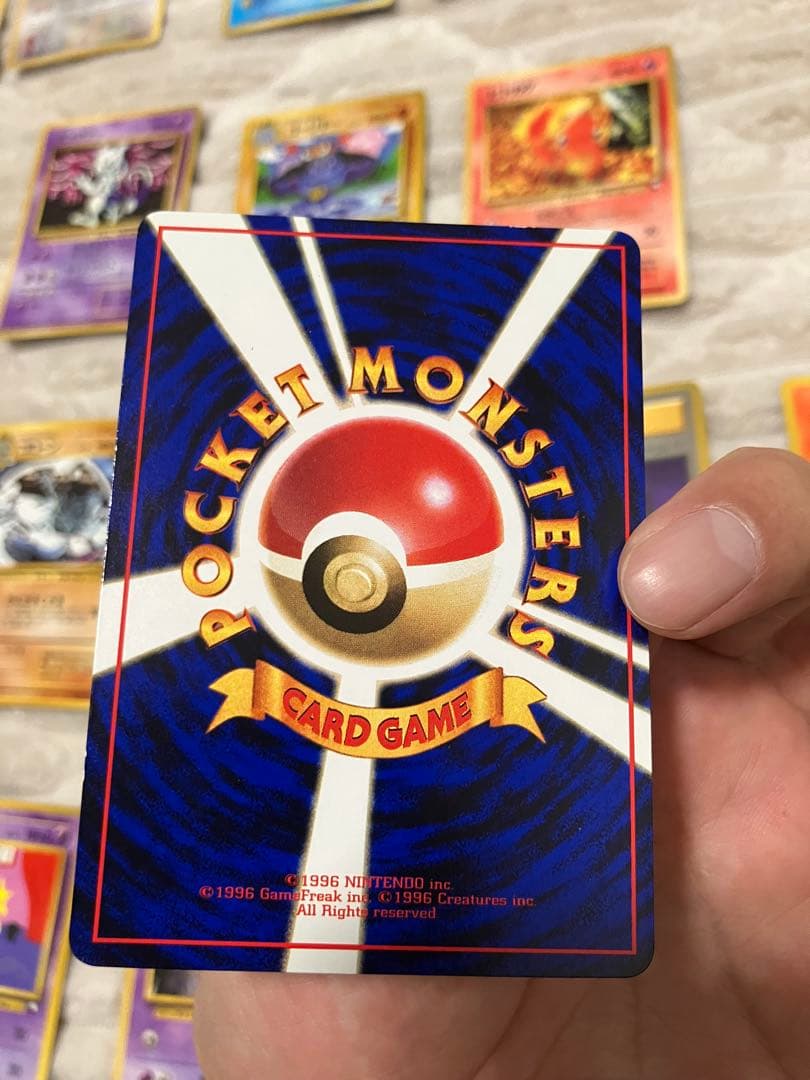 POCKET MONSTERS
CARD GAME
©1996 NINTENDO inc.
©1996 GameFreak inc. ©1996 Creatures inc.
All Rights reserved